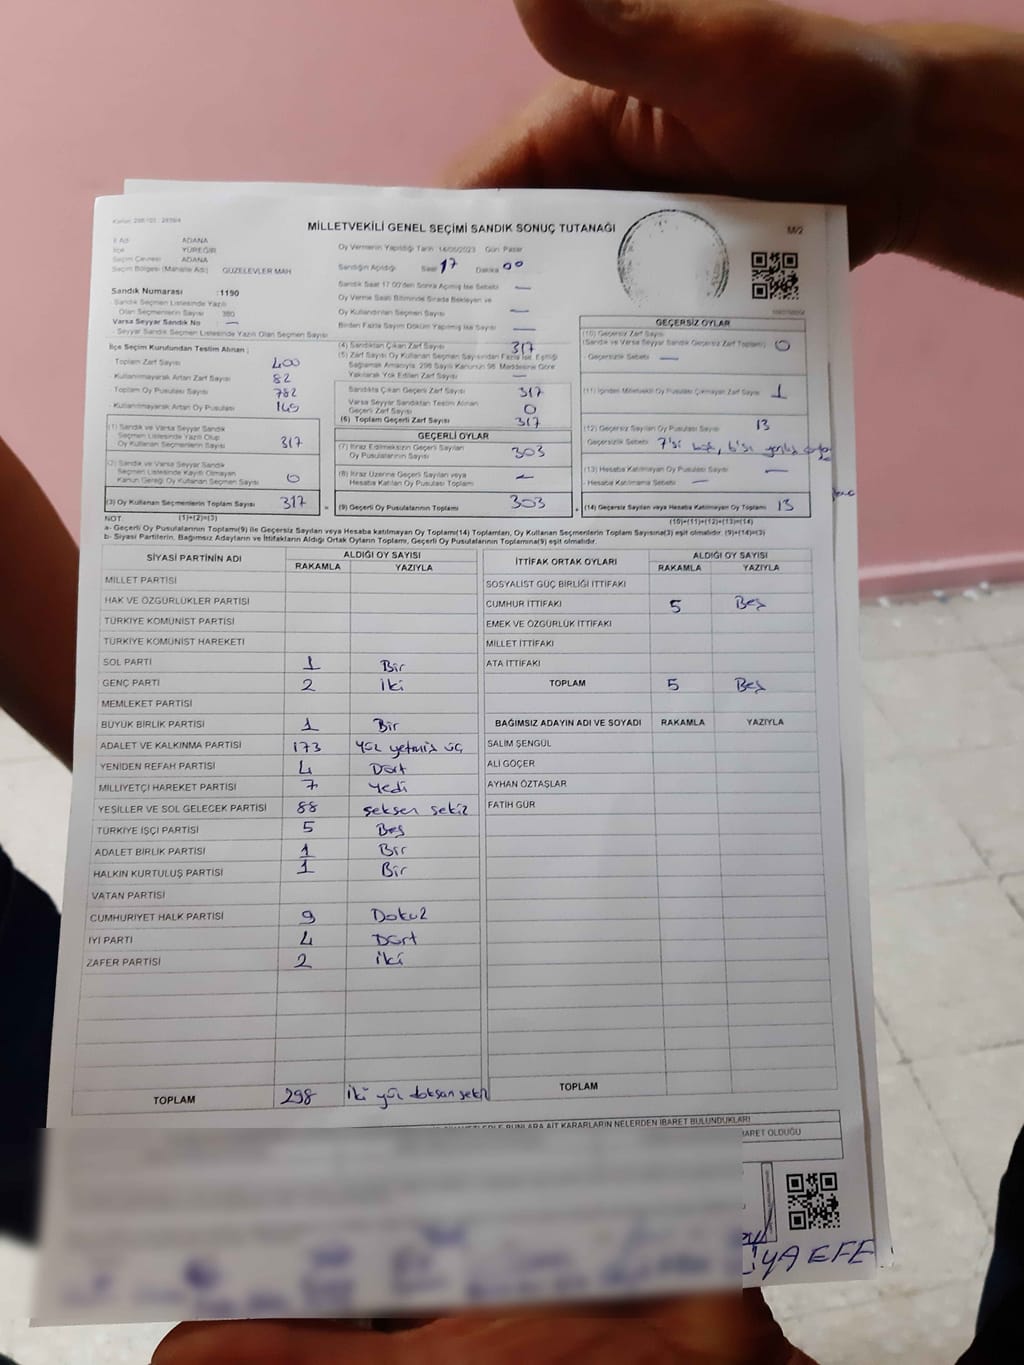 MİLLETVEKİLİ GENEL SEÇİMİ SANDIK SONUÇ TUTANAĞI
M/2
İl Adı ADANA
İlçe YÜREĞİR
Seçim Çevresi ADANA
Seçim Bölgesi (Mahalle Adı) GÜZELEVLER MAH
Sandık Numarası :1190
- Sandık Seçmen Listesinde Yazılı
Olan Seçmenlerin Sayısı 380
Varsa Seyyar Sandık No —
- Seyyar Sandık Seçmen Listesinde Yazılı Olan Seçmen Sayısı
Oy Vermenin Yapıldığı Tarih 14/05/2023 Gün Pazar
Sandığın Açıldığı Saat 17 Dakika 00
Sandık Saat 17.00'den Sonra Açılmış İse Sebebi —
Oy Verme Saati Bitiminde Sırada Bekleyen ve
Oy Kullandırılan Seçmen Sayısı —
Birden Fazla Sayım Döküm Yapılmış İse Sayısı —
İlçe Seçim Kurulundan Teslim Alınan ;
Toplam Zarf Sayısı 400
Kullanılmayarak Artan Zarf Sayısı 82
- Toplam Oy Pusulası Sayısı 782
- Kullanılmayarak Artan Oy Pusulası
(1) Sandık ve Varsa Seyyar Sandık
Seçmen Listesinde Yazılı Olup
Oy Kullanan Seçmenlerin Sayısı 317
(2) Sandık ve Varsa Seyyar Sandık
Seçmen Listesinde Kayıtlı Olmayan
Kanun Gereği Oy Kullanan Seçmen Sayısı 0
(3) Oy Kullanan Seçmenlerin Toplam Sayısı 317
(1)+(2)=(3)
(4) Sandıktan Çıkan Zarf Sayısı 317
(5) Zarf Sayısı Oy Kullanan Seçmen Sayısından Fazla İse, Eşitliği
Sağlamak Amacıyla, 298 Sayılı Kanunun 98. Maddesine Göre
Yakılarak Yok Edilen Zarf Sayısı —
Sandıkta Çıkan Geçerli Zarf Sayısı 317
Varsa Seyyar Sandıktan Teslim Alınan
Geçerli Zarf Sayısı 0
(6) Toplam Geçerli Zarf Sayısı 317
GEÇERLİ OYLAR
(7) İtiraz Edilmeksizin Geçerli Sayılan
Oy Pusulalarının Sayısı 303
(8) İtiraz Üzerine Geçerli Sayılan veya
Hesaba Katılan Oy Pusulası Toplamı —
(9) Geçerli Oy Pusulalarının Toplamı 303
GEÇERSİZ OYLAR
(10) Geçersiz Zarf Sayısı
(Sandık ve Varsa Seyyar Sandık Geçersiz Zarf Toplamı) 0
- Geçersizlik Sebebi —
(11) İçinden Milletvekili Oy Pusulası Çıkmayan Zarf Sayısı 1
(12) Geçersiz Sayılan Oy Pusulası Sayısı 13
Geçersizlik Sebebi 7'si boş, 6'sı yanlış
(13) Hesaba Katılmayan Oy Pusulası Sayısı —
- Hesaba Katılmama Sebebi —
(14) Geçersiz Sayılan veya Hesaba Katılmayan Oy Toplamı 13
(10)+(11)+(12)+(13)=(14)
NOT
a- Geçerli Oy Pusulalarının Toplamı(9) ile Geçersiz Sayılan veya Hesaba katılmayan Oy Toplamı(14) Toplamları, Oy Kullanan Seçmenlerin Toplam Sayısına(3) eşit olmalıdır. (9)+(14)=(3)
b- Siyasi Partilerin, Bağımsız Adayların ve İttifakların Aldığı Ortak Oyların Toplamı, Geçerli Oy Pusulalarının Toplamına(9) eşit olmalıdır.
SİYASİ PARTİNİN ADI ALDIĞI OY SAYISI
RAKAMLA YAZIYLA
MİLLET PARTİSİ
HAK VE ÖZGÜRLÜKLER PARTİSİ
TÜRKİYE KOMÜNİST PARTİSİ
TÜRKİYE KOMÜNİST HAREKETİ
SOL PARTİ 1 Bir
GENÇ PARTİ 2 İki
MEMLEKET PARTİSİ
BÜYÜK BİRLİK PARTİSİ 1 Bir
ADALET VE KALKINMA PARTİSİ 173 Yüz yetmiş üç
YENİDEN REFAH PARTİSİ 4 Dört
MİLLİYETÇİ HAREKET PARTİSİ 7 Yedi
YEŞİLLER VE SOL GELECEK PARTİSİ 88 Seksen sekiz
TÜRKİYE İŞÇİ PARTİSİ 5 Beş
ADALET BİRLİK PARTİSİ 1 Bir
HALKIN KURTULUŞ PARTİSİ 1 Bir
VATAN PARTİSİ
CUMHURİYET HALK PARTİSİ 9 Dokuz
İYİ PARTİ 4 Dört
ZAFER PARTİSİ 2 İki
TOPLAM 298 İki yüz doksan sekiz
İTTİFAK ORTAK OYLARI ALDIĞI OY SAYISI
RAKAMLA YAZIYLA
SOSYALİST GÜÇ BİRLİĞİ İTTİFAKI
CUMHUR İTTİFAKI 5 Beş
EMEK VE ÖZGÜRLÜK İTTİFAKI
MİLLET İTTİFAKI
ATA İTTİFAKI
TOPLAM 5 Beş
BAĞIMSIZ ADAYIN ADI VE SOYADI RAKAMLA YAZIYLA
SALİM ŞENGÜL
ALİ GÖÇER
AYHAN ÖZTAŞLAR
FATİH GÜR
TOPLAM
BUNLARA AİT KARARLARIN NELERDEN İBARET BULUNDUKLARI
İBARET OLDUĞU
EFE